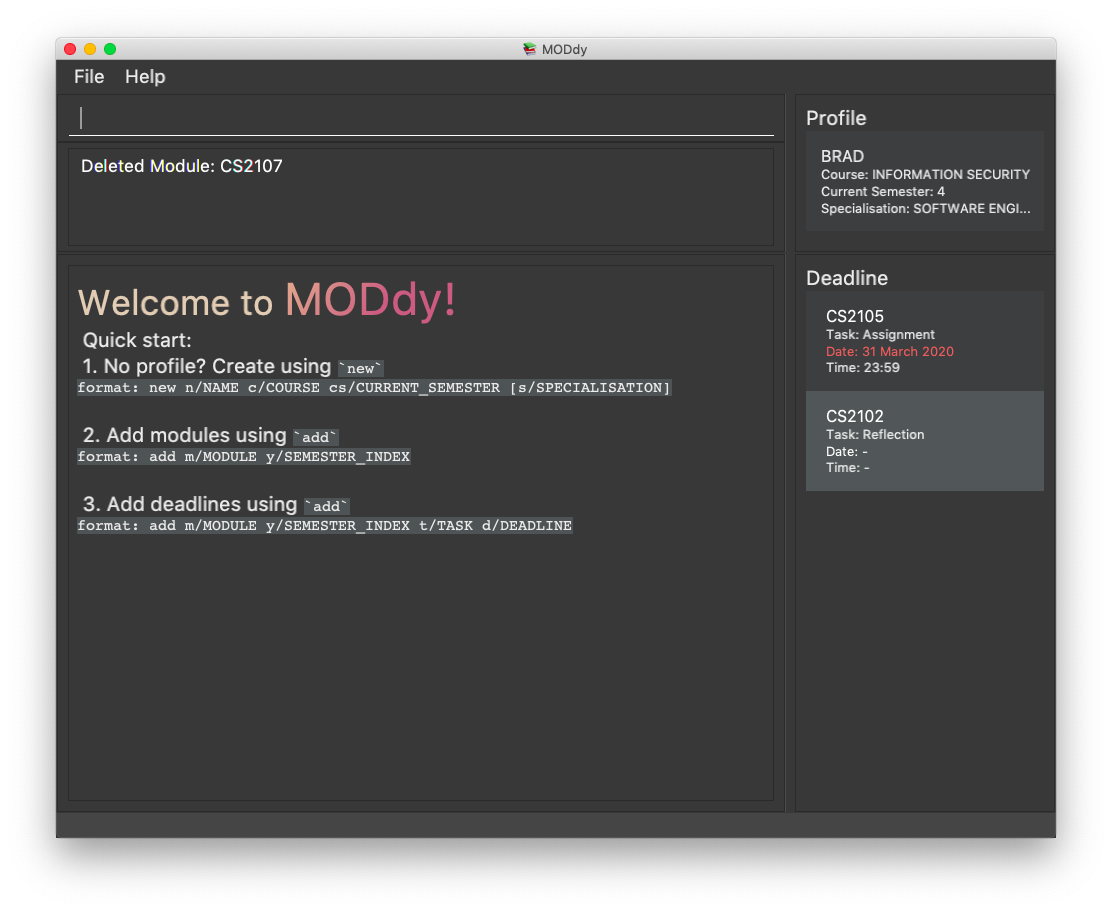 MODdy
File Help
Deleted Module: CS2107
Welcome to MODdy!
Quick start:
1. No profile? Create using `new`
format: new n/NAME c/COURSE cs/CURRENT_SEMESTER [s/SPECIALISATION]
2. Add modules using `add`
format: add m/MODULE y/SEMESTER_INDEX
3. Add deadlines using `add`
format: add m/MODULE y/SEMESTER_INDEX t/TASK d/DEADLINE
Profile
BRAD
Course: INFORMATION SECURITY
Current Semester: 4
Specialisation: SOFTWARE ENGI...
Deadline
CS2105
Task: Assignment
Date: 31 March 2020
Time: 23:59
CS2102
Task: Reflection
Date: -
Time: -